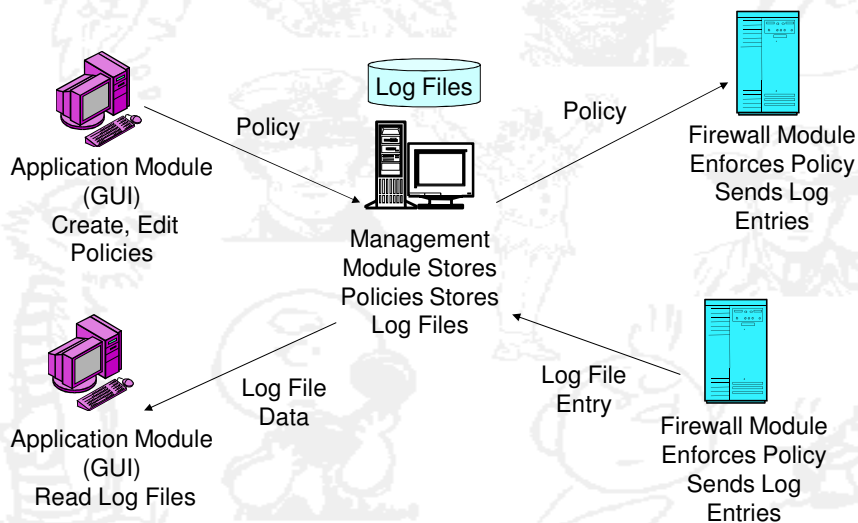 Log Files
Policy
Policy
Application Module
(GUI)
Create, Edit
Policies
Firewall Module
Enforces Policy
Sends Log
Entries
Management
Module Stores
Policies Stores
Log Files
Log File
Data
Log File
Entry
Application Module
(GUI)
Read Log Files
Firewall Module
Enforces Policy
Sends Log
Entries